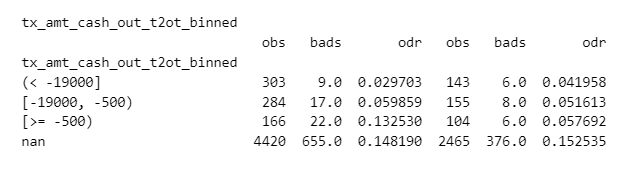 tx_amt_cash_out_t2ot_binned
obs bads odr obs bads odr
tx_amt_cash_out_t2ot_binned
(< -19000] 303 9.0 0.029703 143 6.0 0.041958
[-19000, -500) 284 17.0 0.059859 155 8.0 0.051613
[>= -500) 166 22.0 0.132530 104 6.0 0.057692
nan 4420 655.0 0.148190 2465 376.0 0.152535